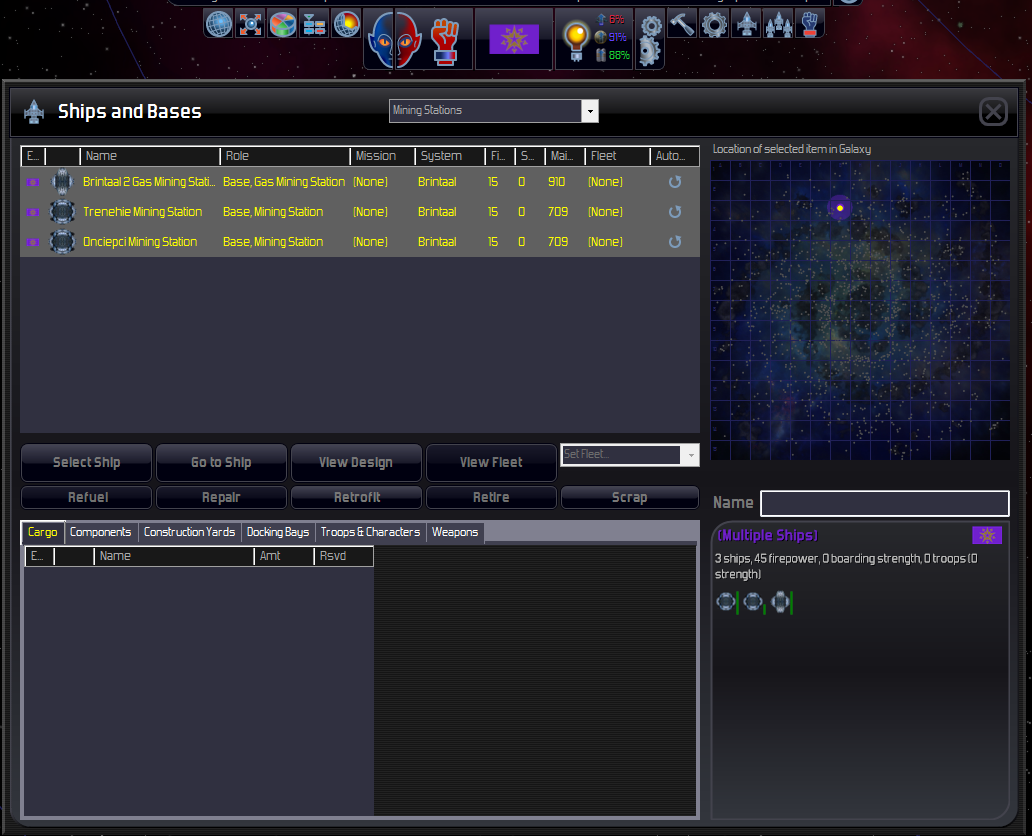 6%
91%
88%
Ships and Bases
Mining Stations
E... Name Role Mission System Fi... S... Mai... Fleet Auto...
Brintaal 2 Gas Mining Stati... Base, Gas Mining Station (None) Brintaal 15 0 910 (None)
Trenehie Mining Station Base, Mining Station (None) Brintaal 15 0 709 (None)
Onciepci Mining Station Base, Mining Station (None) Brintaal 15 0 709 (None)
Location of selected item in Galaxy
Select Ship Go to Ship View Design View Fleet Set Fleet...
Refuel Repair Retrofit Retire Scrap
Name
Cargo Components Construction Yards Docking Bays Troops & Characters Weapons
E... Name Amt Rsvd
(Multiple Ships)
3 ships, 45 firepower, 0 boarding strength, 0 troops (0
strength)